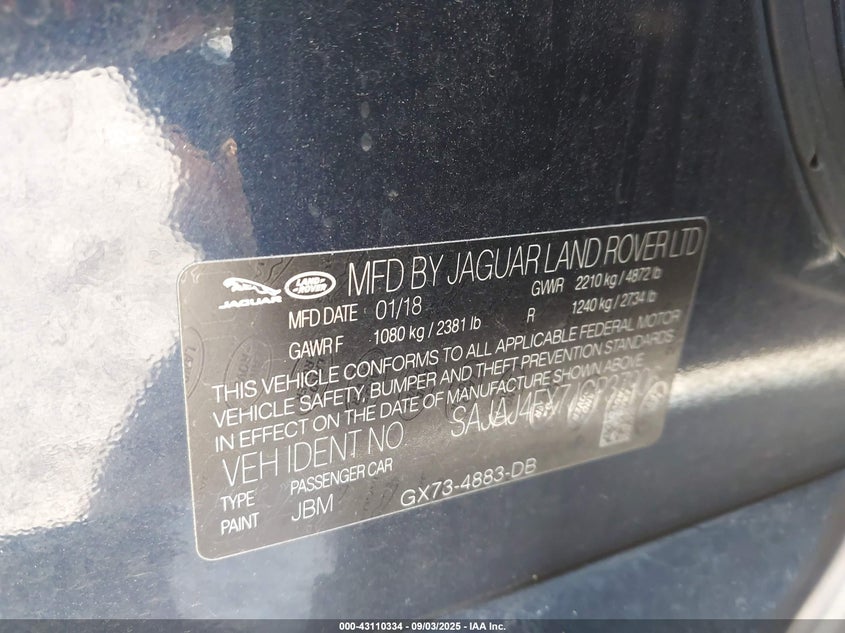 JAGUAR
LAND ROVER
MFD BY JAGUAR LAND ROVER LTD
MFD DATE 01/18
GVWR 2210 kg / 4872 lb
GAWR F 1080 kg / 2381 lb
R 1240 kg / 2734 lb
THIS VEHICLE CONFORMS TO ALL APPLICABLE FEDERAL MOTOR
VEHICLE SAFETY, BUMPER AND THEFT PREVENTION STANDARDS
IN EFFECT ON THE DATE OF MANUFACTURE SHOWN ABOVE
VEH IDENT NO.
TYPE PASSENGER CAR
PAINT JBM GX73-4883-DB
000-43110334 - 09/03/2025 - IAA Inc.